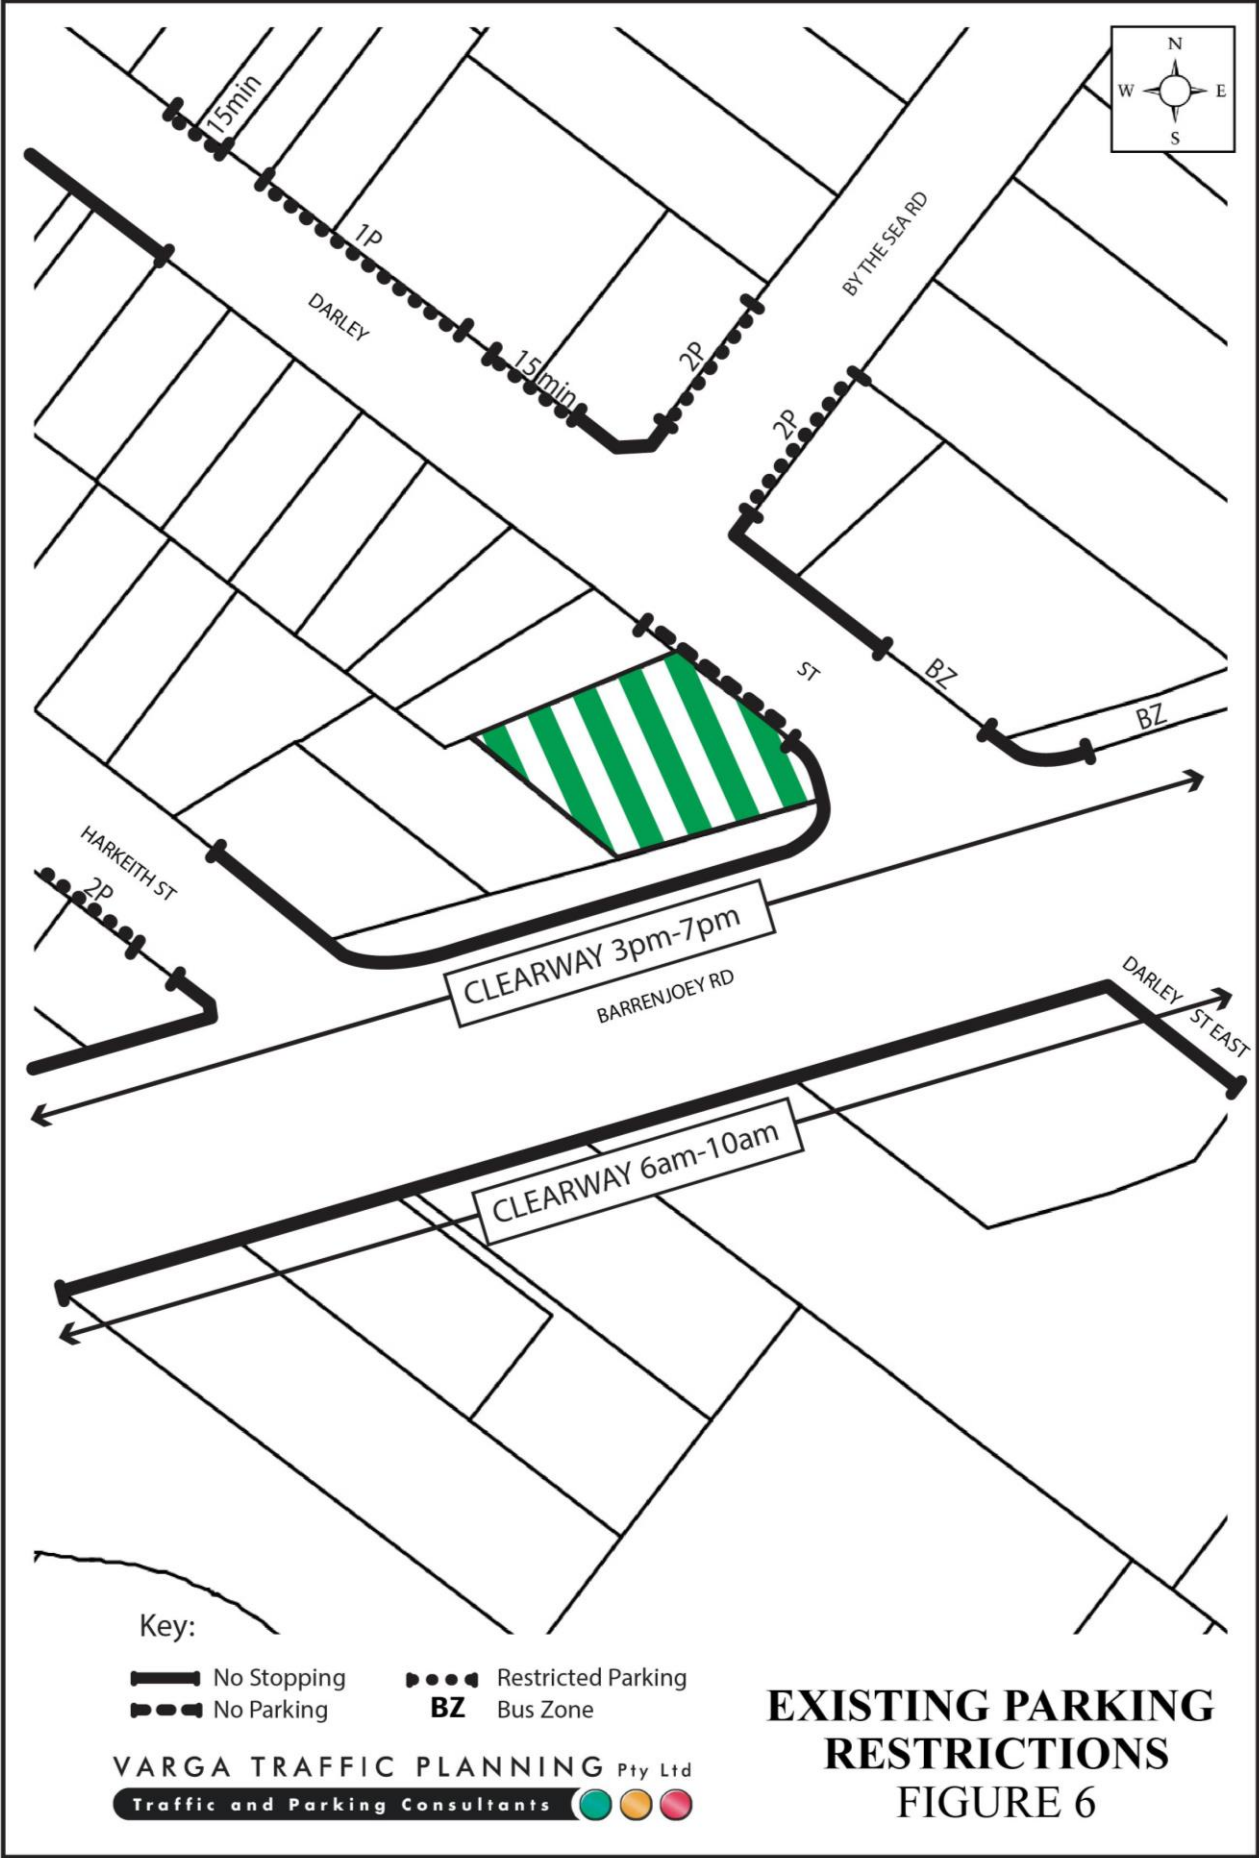 N
W E
S
15min
1P
DARLEY
15min
2P
BY THE SEA RD
2P
ST
BZ
BZ
HARKEITH ST
2P
CLEARWAY 3pm-7pm
BARRENJOEY RD
DARLEY ST EAST
CLEARWAY 6am-10am
Key:
No Stopping
Restricted Parking
No Parking
BZ Bus Zone
VARGA TRAFFIC PLANNING Pty Ltd
Traffic and Parking Consultants
EXISTING PARKING
RESTRICTIONS
FIGURE 6